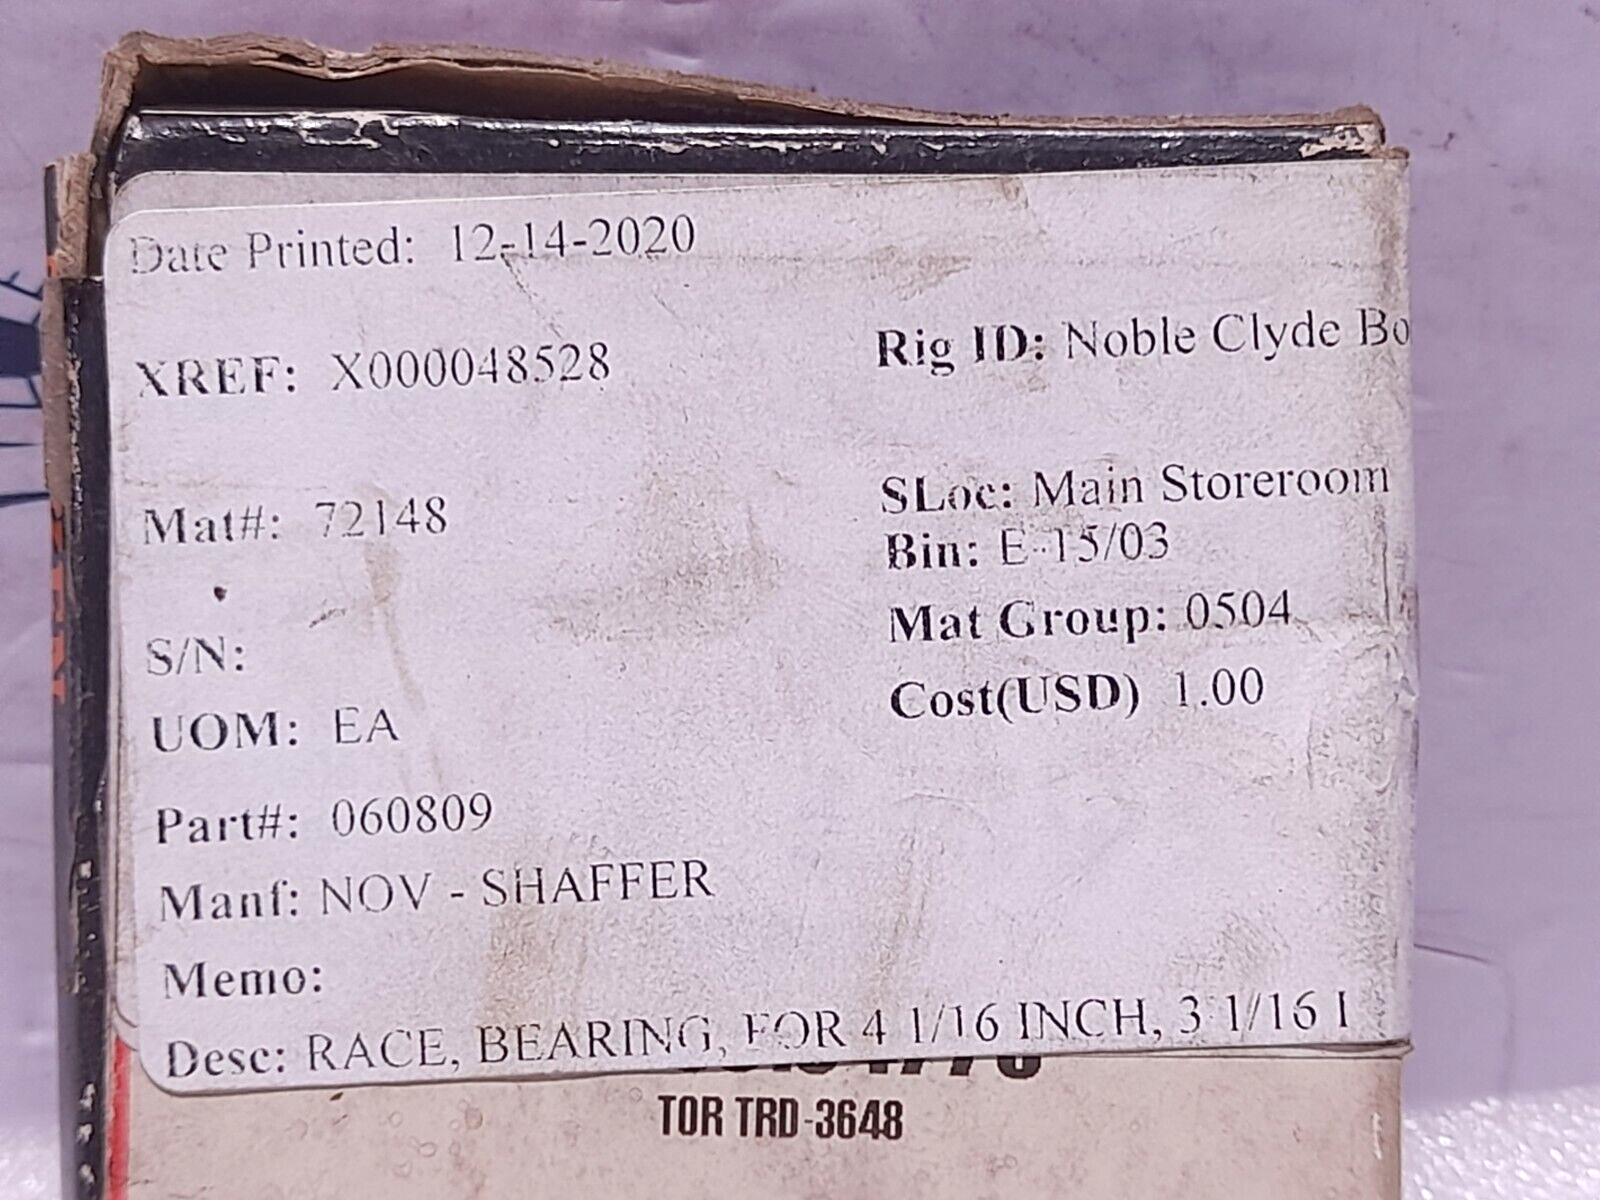 Date Printed: 12-14-2020
XREF: X000048528
Rig ID: Noble Clyde Bo
Mat#: 72148
SLoc: Main Storeroom
Bin: E-15/03
Mat Group: 0504
S/N:
Cost(USD) 1.00
UOM: EA
Part#: 060809
Manf: NOV - SHAFFER
Memo:
Desc: RACE, BEARING, FOR 4 1/16 INCH, 3 1/16 I
TOR TRD-3648